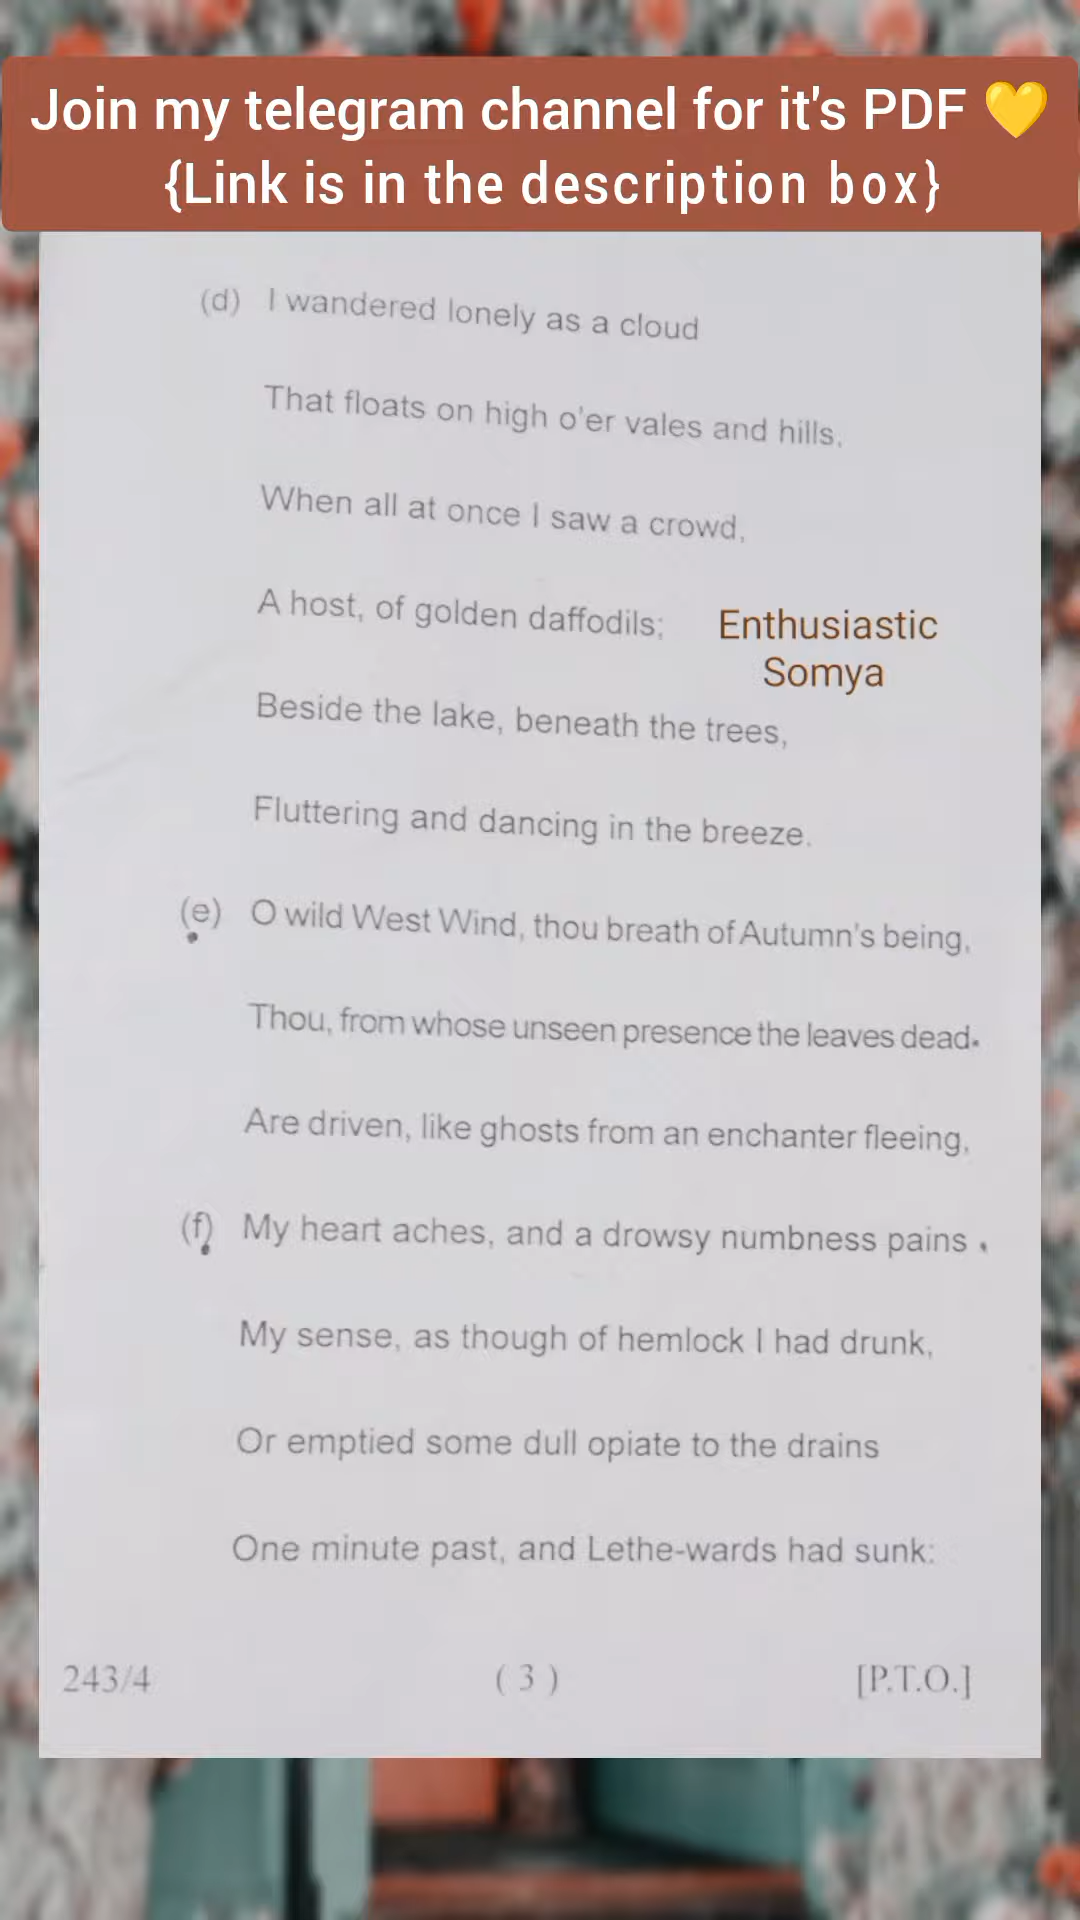 Join my telegram channel for it's PDF 💛
{Link is in the description box}
(d) I wandered lonely as a cloud
That floats on high o'er vales and hills,
When all at once I saw a crowd,
A host, of golden daffodils;
Enthusiastic
Somya
Beside the lake, beneath the trees,
Fluttering and dancing in the breeze.
(e) O wild West Wind, thou breath of Autumn's being,
Thou, from whose unseen presence the leaves dead
Are driven, like ghosts from an enchanter fleeing,
(f) My heart aches, and a drowsy numbness pains
My sense, as though of hemlock I had drunk,
Or emptied some dull opiate to the drains
One minute past, and Lethe-wards had sunk:
243/4 ( 3 ) [P.T.O.]